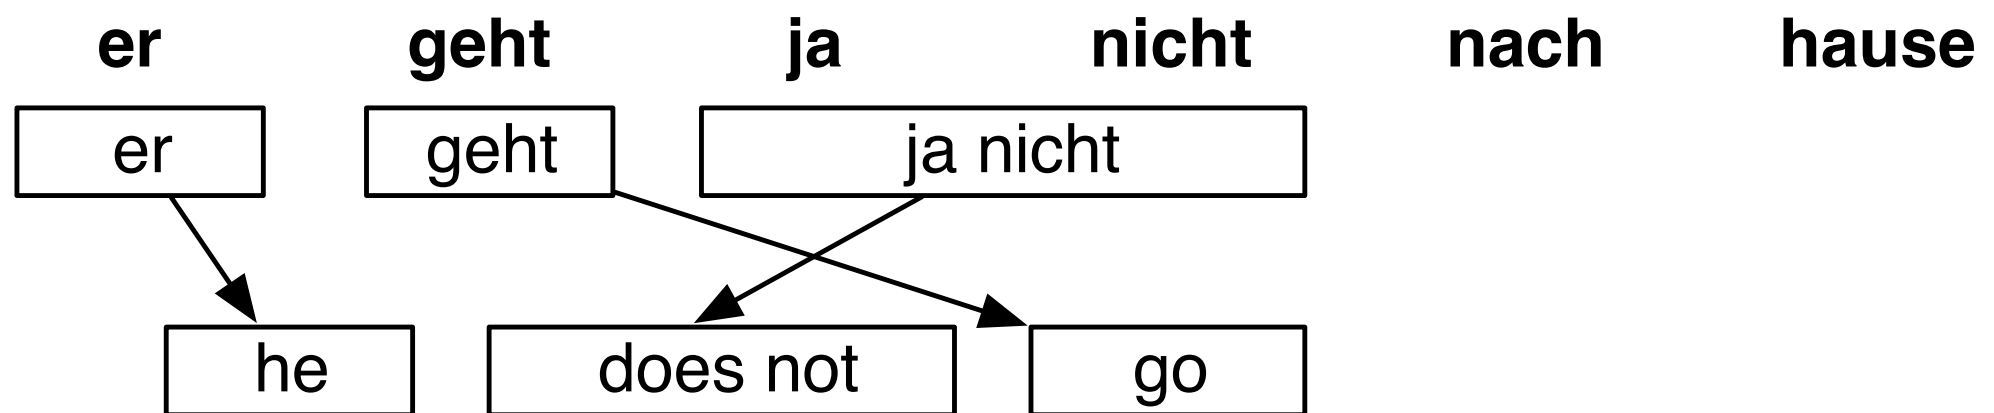 er geht ja nicht nach hause
er geht ja nicht
he does not go